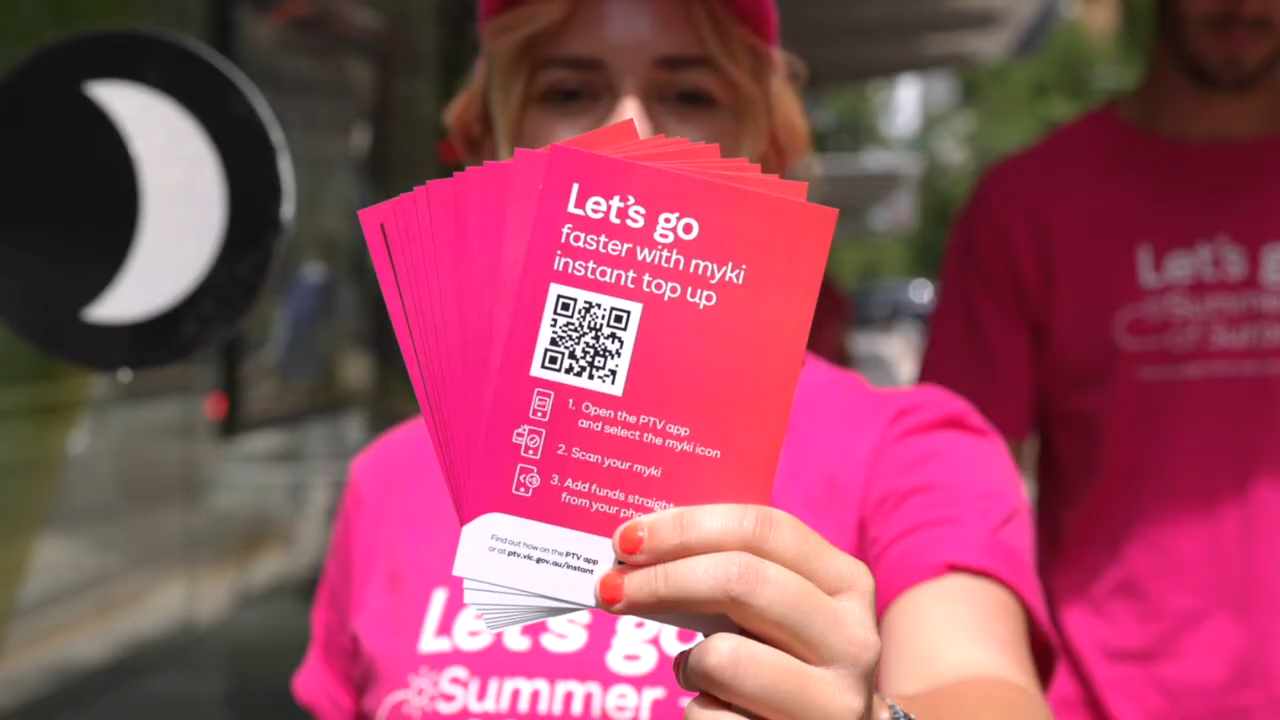 Let's go
faster with myki
instant top up
1. Open the PTV app
and select the myki icon
2. Scan your myki
3. Add funds straight
from your
Find out how on the PTV app
or at ptv.vic.gov.au/instant
Let's go
Summer
Let's